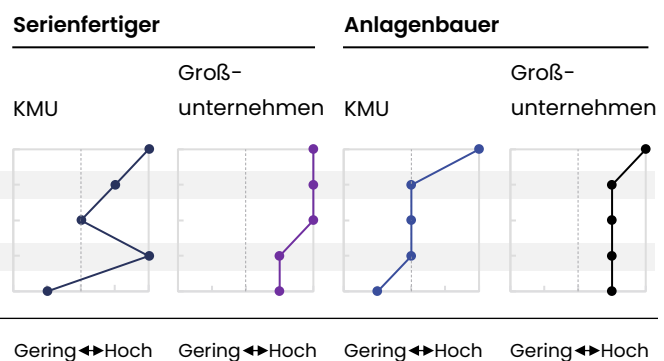 Serienfertiger Anlagenbauer
Groß- Groß-
KMU unternehmen KMU unternehmen
Gering Hoch Gering Hoch Gering Hoch Gering Hoch